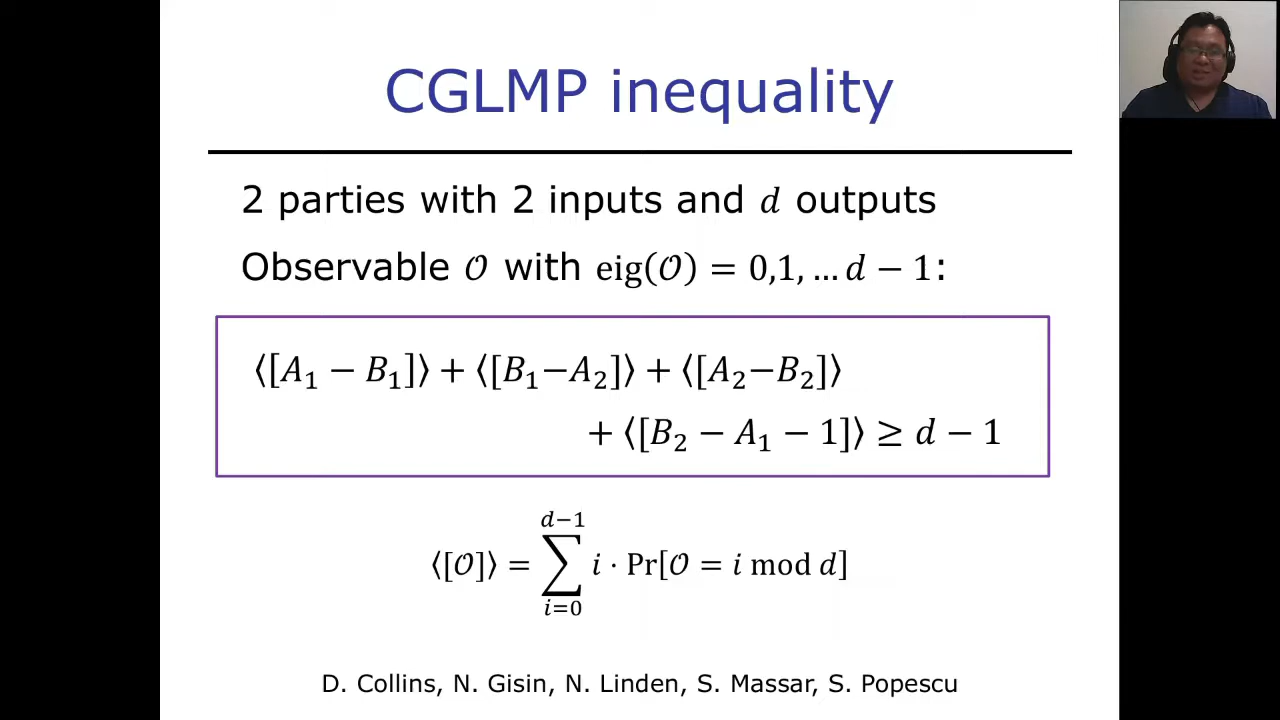 CGLMP inequality
2 parties with 2 inputs and d outputs
Observable 𝒪 with eig(𝒪) = 0,1, … d − 1:
⟨[A₁ − B₁]⟩ + ⟨[B₁−A₂]⟩ + ⟨[A₂−B₂]⟩
+ ⟨[B₂ − A₁ − 1]⟩ ≥ d − 1
⟨[𝒪]⟩ = ∑_{i=0}^{d−1} i · Pr[𝒪 = i mod d]
D. Collins, N. Gisin, N. Linden, S. Massar, S. Popescu